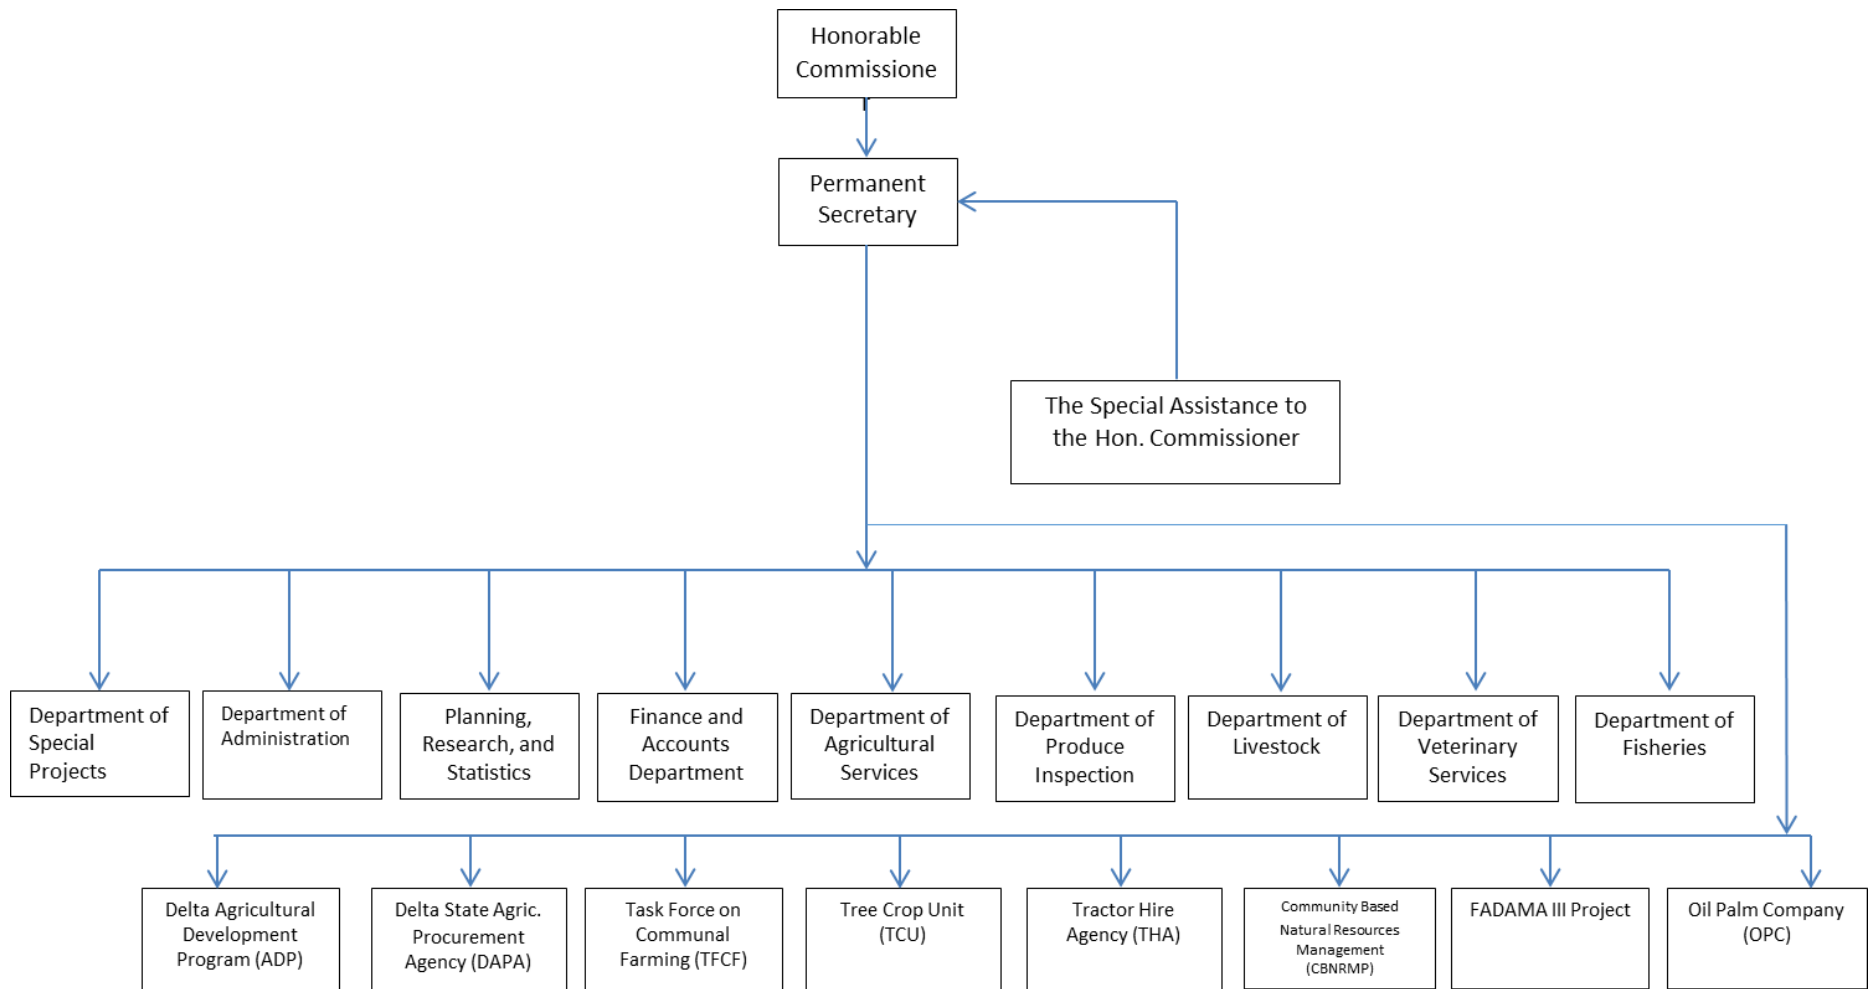 Honorable
Commissione
Permanent
Secretary
The Special Assistance to
the Hon. Commissioner
Department of
Special
Projects
Department of
Administration
Planning,
Research, and
Statistics
Finance and
Accounts
Department
Department of
Agricultural
Services
Department of
Produce
Inspection
Department of
Livestock
Department of
Veterinary
Services
Department of
Fisheries
Delta Agricultural
Development
Program (ADP)
Delta State Agric.
Procurement
Agency (DAPA)
Task Force on
Communal
Farming (TFCF)
Tree Crop Unit
(TCU)
Tractor Hire
Agency (THA)
Community Based
Natural Resources
Management
(CBNRMP)
FADAMA III Project
Oil Palm Company
(OPC)